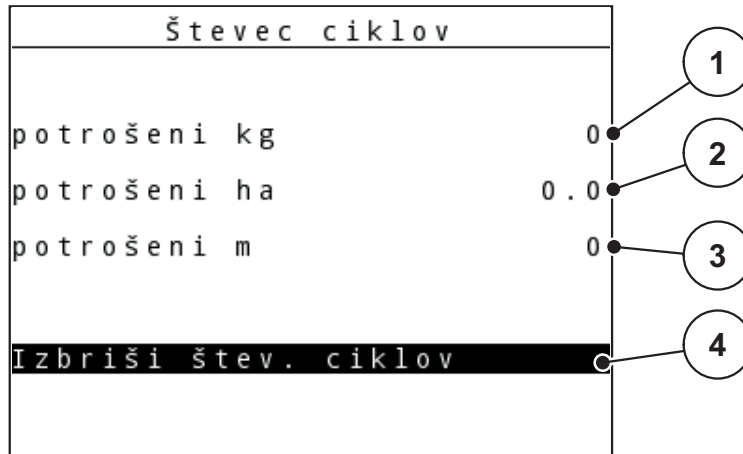 Števec ciklov
potrošeni kg 0
1
potrošeni ha 0.0
2
potrošeni m 0
3
Izbriši štev. ciklov
4